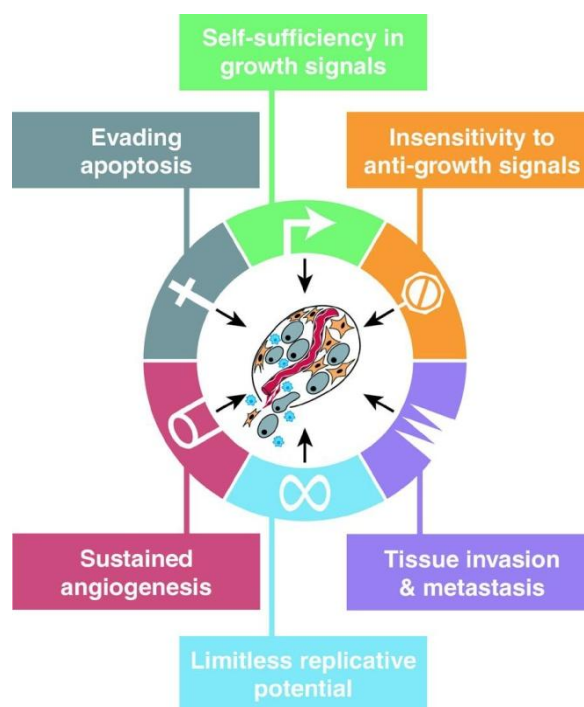 Self-sufficiency in
growth signals
Evading
apoptosis
Insensitivity to
anti-growth signals
Sustained
angiogenesis
Tissue invasion
& metastasis
Limitless replicative
potential